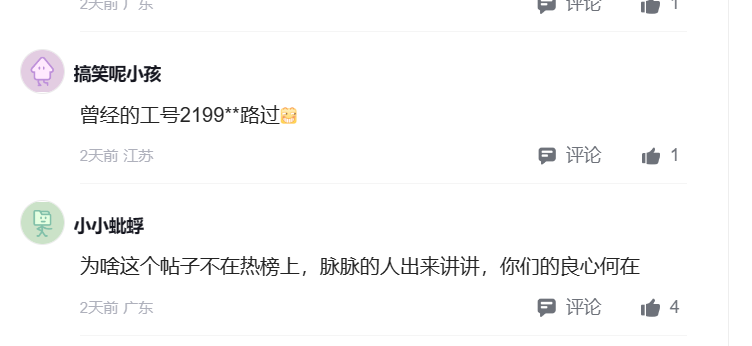 2天前 广东
评论
1
搞笑呢小孩
曾经的工号2199**路过
2天前 江苏
评论
1
小小蚍蜉
为啥这个帖子不在热榜上，脉脉的人出来讲讲，你们的良心何在
2天前 广东
评论
4